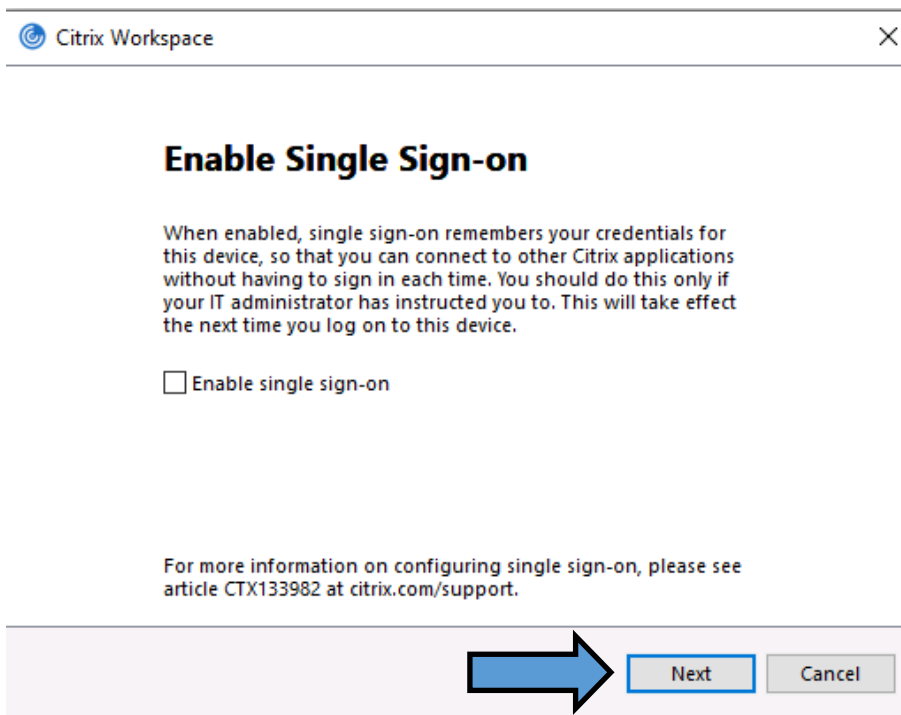 Citrix Workspace
Enable Single Sign-on
When enabled, single sign-on remembers your credentials for
this device, so that you can connect to other Citrix applications
without having to sign in each time. You should do this only if
your IT administrator has instructed you to. This will take effect
the next time you log on to this device.
Enable single sign-on
For more information on configuring single sign-on, please see
article CTX133982 at citrix.com/support.
Next
Cancel